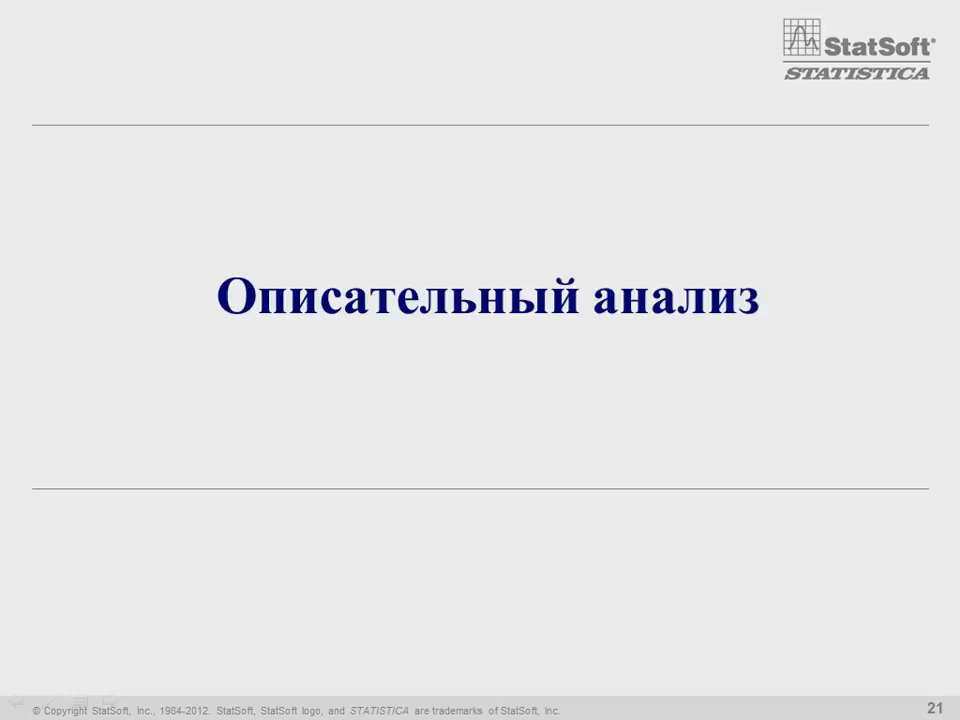 StatSoft®
STATISTICA
Описательный анализ
© Copyright StatSoft, Inc., 1984-2012. StatSoft, StatSoft logo, and STATISTICA are trademarks of StatSoft, Inc.
21